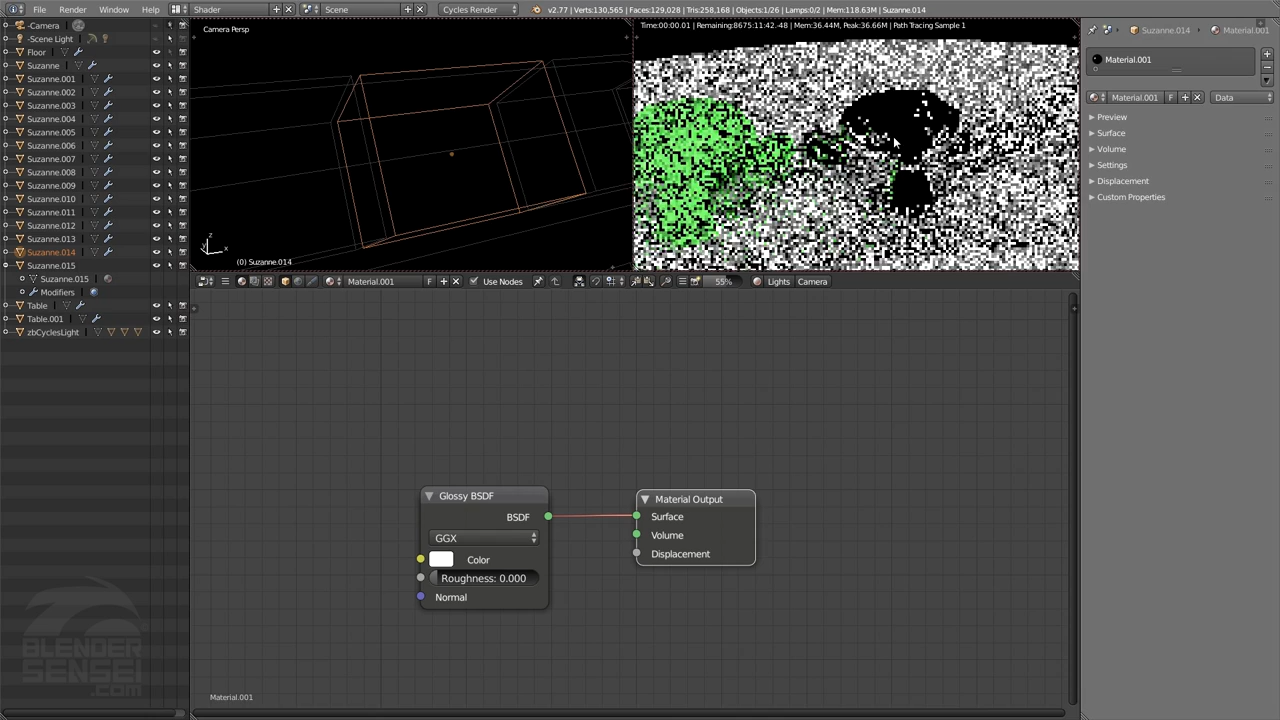 File Render Window Help Shader Scene Cycles Render v2.77 | Verts:130,565 | Faces:129,028 | Tris:258,168 | Objects:1/26 | Lamps:0/2 | Mem:118.63M | Suzanne.014
-Camera
-Scene Light
Floor
Suzanne
Suzanne.001
Suzanne.002
Suzanne.003
Suzanne.004
Suzanne.005
Suzanne.006
Suzanne.007
Suzanne.008
Suzanne.009
Suzanne.010
Suzanne.011
Suzanne.012
Suzanne.013
Suzanne.014
Suzanne.015
Suzanne.015
Modifiers
Table
Table.001
zbCyclesLight
Camera Persp
z
y
x
(0) Suzanne.014
Time:00:00.01 | Remaining:8675:11:42.-48 | Mem:36.44M, Peak:36.66M | Path Tracing Sample 1
Material.001 F Use Nodes 55% Lights Camera
Glossy BSDF
BSDF
GGX
Color
Roughness: 0.000
Normal
Material Output
Surface
Volume
Displacement
Material.001
BLENDER
SENSEI
.COM
Suzanne.014 Material.001
Material.001
Material.001 F Data
Preview
Surface
Volume
Settings
Displacement
Custom Properties